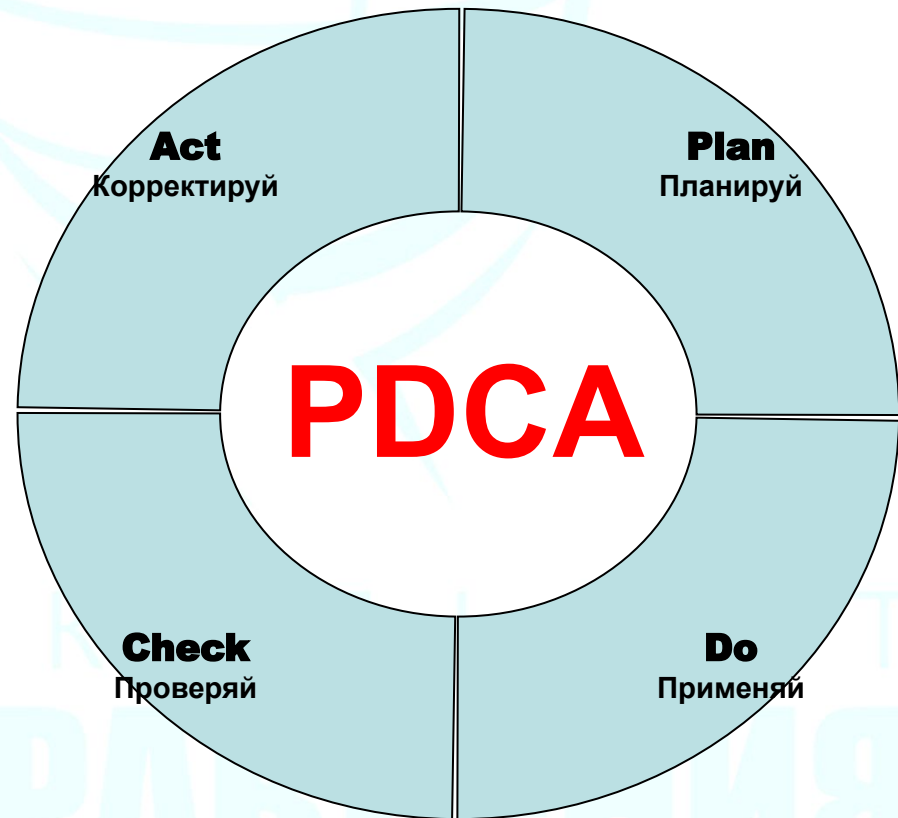 Act
Корректируй
Plan
Планируй
PDCA
Check
Проверяй
Do
Применяй